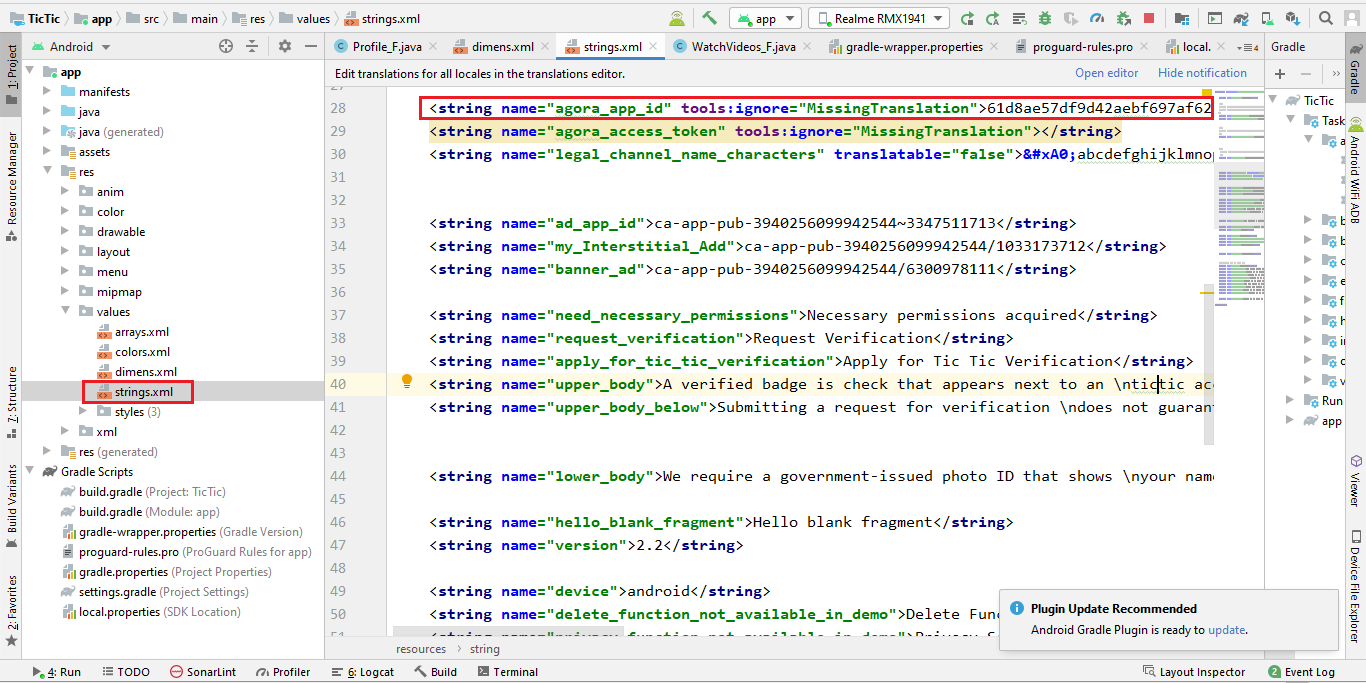 TicTic app src main res values strings.xml app Realme RMX1941
1: Project
Resource Manager
7: Structure
Build Variants
2: Favorites
Android
app
manifests
java
java (generated)
assets
res
anim
color
drawable
layout
menu
mipmap
values
arrays.xml
colors.xml
dimens.xml
strings.xml
styles (3)
xml
res (generated)
Gradle Scripts
build.gradle (Project: TicTic)
build.gradle (Module: app)
gradle-wrapper.properties (Gradle Version)
proguard-rules.pro (ProGuard Rules for app)
gradle.properties (Project Properties)
settings.gradle (Project Settings)
local.properties (SDK Location)
Profile_F.java dimens.xml strings.xml WatchVideos_F.java gradle-wrapper.properties proguard-rules.pro local. 4
Edit translations for all locales in the translations editor. Open editor Hide notification
27
28 <string name="agora_app_id" tools:ignore="MissingTranslation">61d8ae57df9d42aebf697af62
29 <string name="agora_access_token" tools:ignore="MissingTranslation"></string>
30 <string name="legal_channel_name_characters" translatable="false">&#xA0;abcdefghijklmnop
31
32
33 <string name="ad_app_id">ca-app-pub-3940256099942544~3347511713</string>
34 <string name="my_Interstitial_Add">ca-app-pub-3940256099942544/1033173712</string>
35 <string name="banner_ad">ca-app-pub-3940256099942544/6300978111</string>
36
37 <string name="need_necessary_permissions">Necessary permissions acquired</string>
38 <string name="request_verification">Request Verification</string>
39 <string name="apply_for_tic_tic_verification">Apply for Tic Tic Verification</string>
40 <string name="upper_body">A verified badge is check that appears next to an \ntictic acc
41 <string name="upper_body_below">Submitting a request for verification \ndoes not guarant
42
43
44 <string name="lower_body">We require a government-issued photo ID that shows \nyour name
45
46 <string name="hello_blank_fragment">Hello blank fragment</string>
47 <string name="version">2.2</string>
48
49 <string name="device">android</string>
50 <string name="delete_function_not_available_in_demo">Delete Func
51 <string name="privacy_function_not_available_in_demo">Privacy S
resources string
Gradle
TicTic
Task
Run
app
Gradle
Android WiFi ADB
Viewer
Device File Explorer
Plugin Update Recommended
Android Gradle Plugin is ready to update.
4: Run TODO SonarLint Profiler 6: Logcat Build Terminal Layout Inspector 2 Event Log